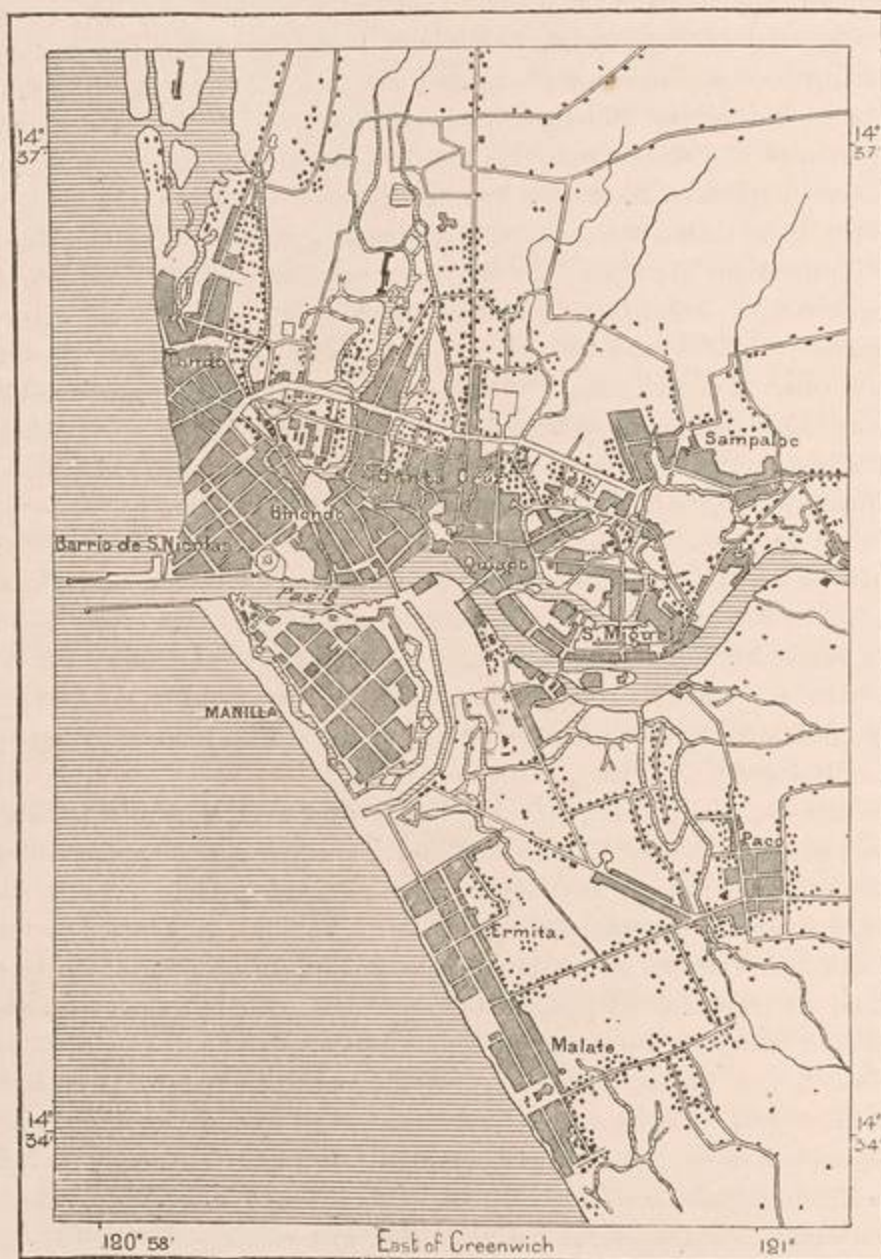 14°
37'
14°
37'
Tondo
Sampaloc
Santa Cruz
Binondo
Barrio de S. Nicolas
Quiapo
Pasig
S. Miguel
MANILLA
Paco
Ermita.
Malate
14°
34'
14°
34'
120° 58'
East of Greenwich
121°